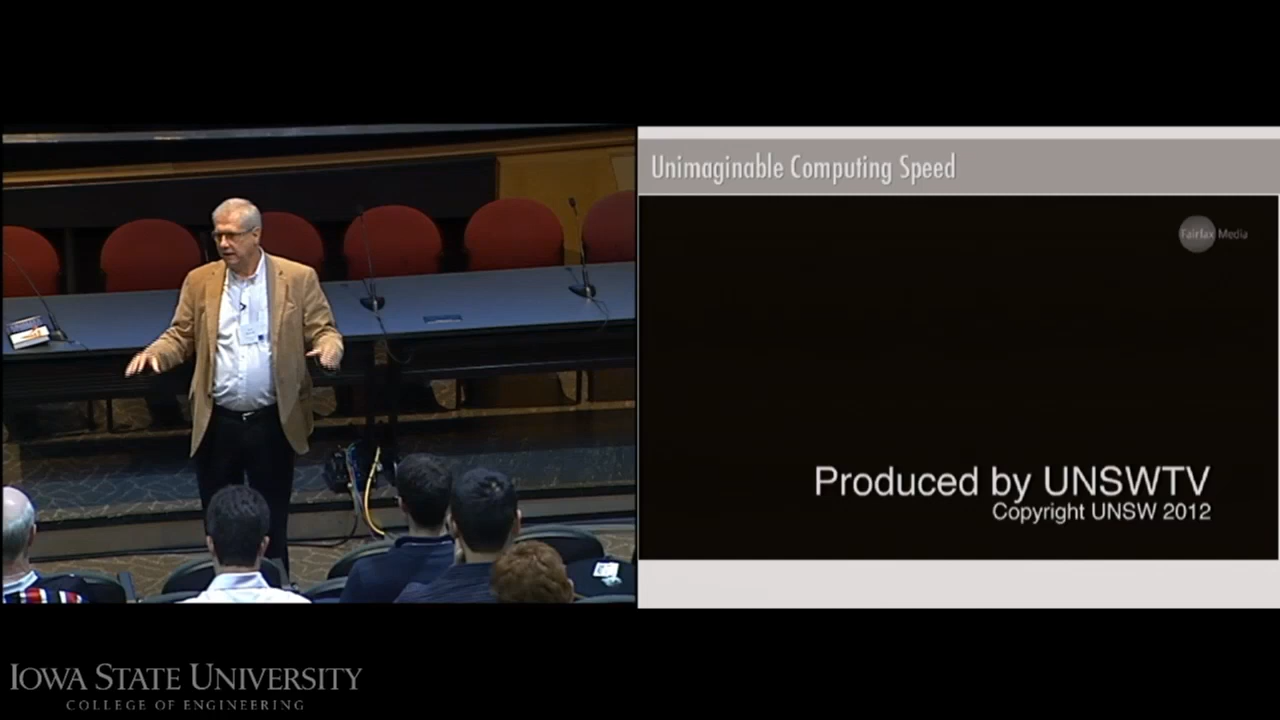 Unimaginable Computing Speed
Fairfax Media
Produced by UNSWTV
Copyright UNSW 2012
IOWA STATE UNIVERSITY
COLLEGE OF ENGINEERING